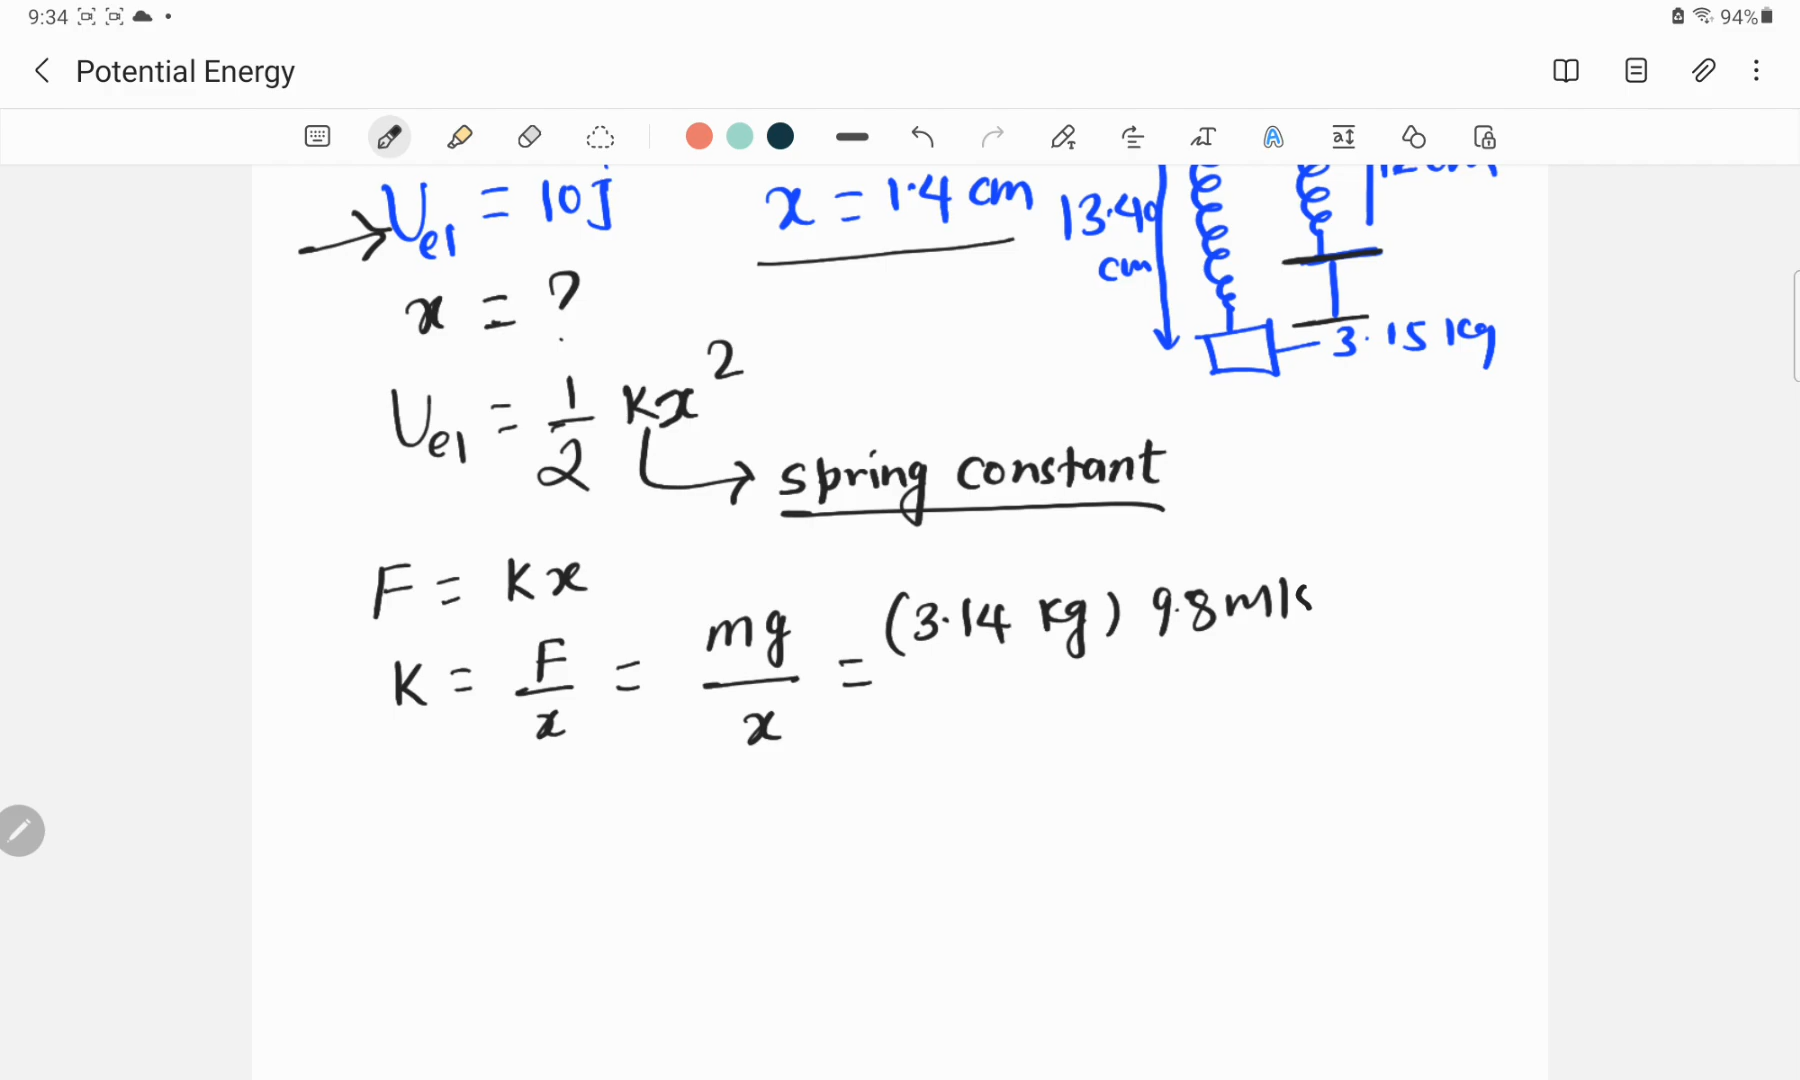 9:34
94%
Potential Energy
Uel = 10j
x = 1.4 cm
13.40 cm
x = ?
3.15 kg
Uel = 1/2 kx²
spring constant
F = Kx
K = F/x = mg/x = (3.14 kg) 9.8m/s